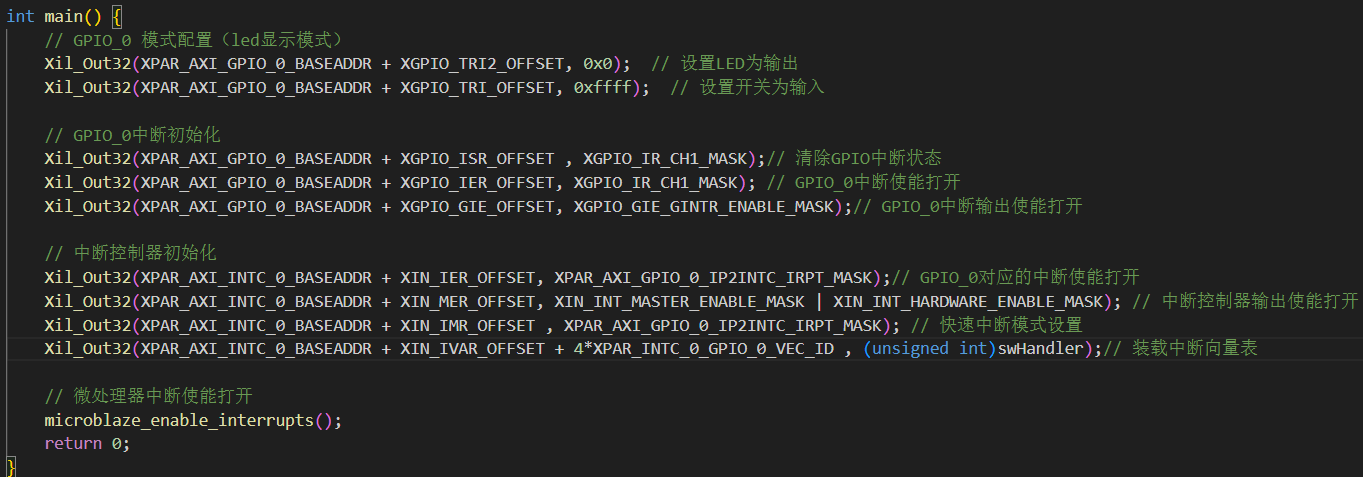 int main() {
// GPIO_0 模式配置（led显示模式）
Xil_Out32(XPAR_AXI_GPIO_0_BASEADDR + XGPIO_TRI2_OFFSET, 0x0);  // 设置LED为输出
Xil_Out32(XPAR_AXI_GPIO_0_BASEADDR + XGPIO_TRI_OFFSET, 0xffff);  // 设置开关为输入
// GPIO_0中断初始化
Xil_Out32(XPAR_AXI_GPIO_0_BASEADDR + XGPIO_ISR_OFFSET , XGPIO_IR_CH1_MASK);// 清除GPIO中断状态
Xil_Out32(XPAR_AXI_GPIO_0_BASEADDR + XGPIO_IER_OFFSET, XGPIO_IR_CH1_MASK); // GPIO_0中断使能打开
Xil_Out32(XPAR_AXI_GPIO_0_BASEADDR + XGPIO_GIE_OFFSET, XGPIO_GIE_GINTR_ENABLE_MASK);// GPIO_0中断输出使能打开
// 中断控制器初始化
Xil_Out32(XPAR_AXI_INTC_0_BASEADDR + XIN_IER_OFFSET, XPAR_AXI_GPIO_0_IP2INTC_IRPT_MASK);// GPIO_0对应的中断使能打开
Xil_Out32(XPAR_AXI_INTC_0_BASEADDR + XIN_MER_OFFSET, XIN_INT_MASTER_ENABLE_MASK | XIN_INT_HARDWARE_ENABLE_MASK); // 中断控制器输出使能打开
Xil_Out32(XPAR_AXI_INTC_0_BASEADDR + XIN_IMR_OFFSET , XPAR_AXI_GPIO_0_IP2INTC_IRPT_MASK); // 快速中断模式设置
Xil_Out32(XPAR_AXI_INTC_0_BASEADDR + XIN_IVAR_OFFSET + 4*XPAR_INTC_0_GPIO_0_VEC_ID , (unsigned int)swHandler);// 装载中断向量表
// 微处理器中断使能打开
microblaze_enable_interrupts();
return 0;
}